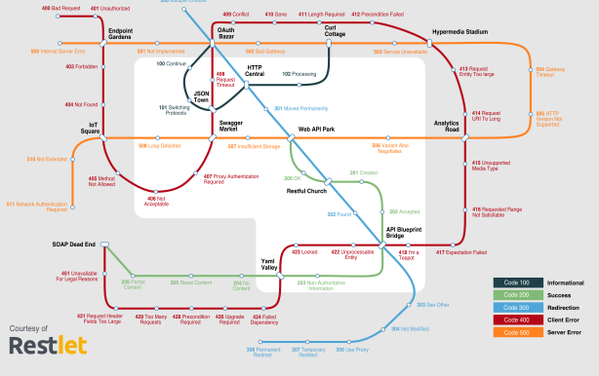 400 Bad Request
401 Unauthorized
409 Conflict
410 Gone
411 Length Required
412 Precondition Failed
Endpoint
Gardens
OAuth
Bazar
Curl
Cottage
Hypermedia Stadium
500 Internal Server Error
501 Not Implemented
502 Bad Gateway
503 Service Unavailable
504 Gateway
Timeout
403 Forbidden
100 Continue
408
Request
Timeout
HTTP
Central
102 Processing
413 Request
Entity Too large
404 Not Found
JSON
Town
101 Switching
Protocols
301 Moved Permanently
414 Request
URI To Long
505 HTTP
Version Not
Supported
IoT
Square
Swagger
Market
Web API Park
Analytics
Road
508 Loop Detected
507 Insufficient Storage
506 Variant Also
Negotiates
510 Not Extended
405 Method
Not Allowed
407 Proxy Authentication
Required
200 OK
201 Created
415 Unsupported
Media Type
Restful Church
406 Not
Acceptable
511 Network Authentication
Required
302 Found
202 Accepted
416 Requested Range
Not Satisfiable
API Blueprint
Bridge
SOAP Dead End
420 Locked
422 Unprocessable
Entity
418 I'm a
Teapot
417 Expectation Failed
Yaml
Valley
451 Unavailable
For Legal Reasons
206 Partial
Content
205 Reset Content
204 No
Content
203 Non-Authoritative
Information
431 Request Header
Fields Too Large
429 Too Many
Requests
428 Precondition
Required
426 Upgrade
Required
424 Failed
Dependency
303 See Other
304 Not Modified
308 Permanent
Redirect
307 Temporary
Redirect
305 Use Proxy
Code 100 Informational
Code 200 Success
Code 300 Redirection
Code 400 Client Error
Code 500 Server Error
Courtesy of
Restlet